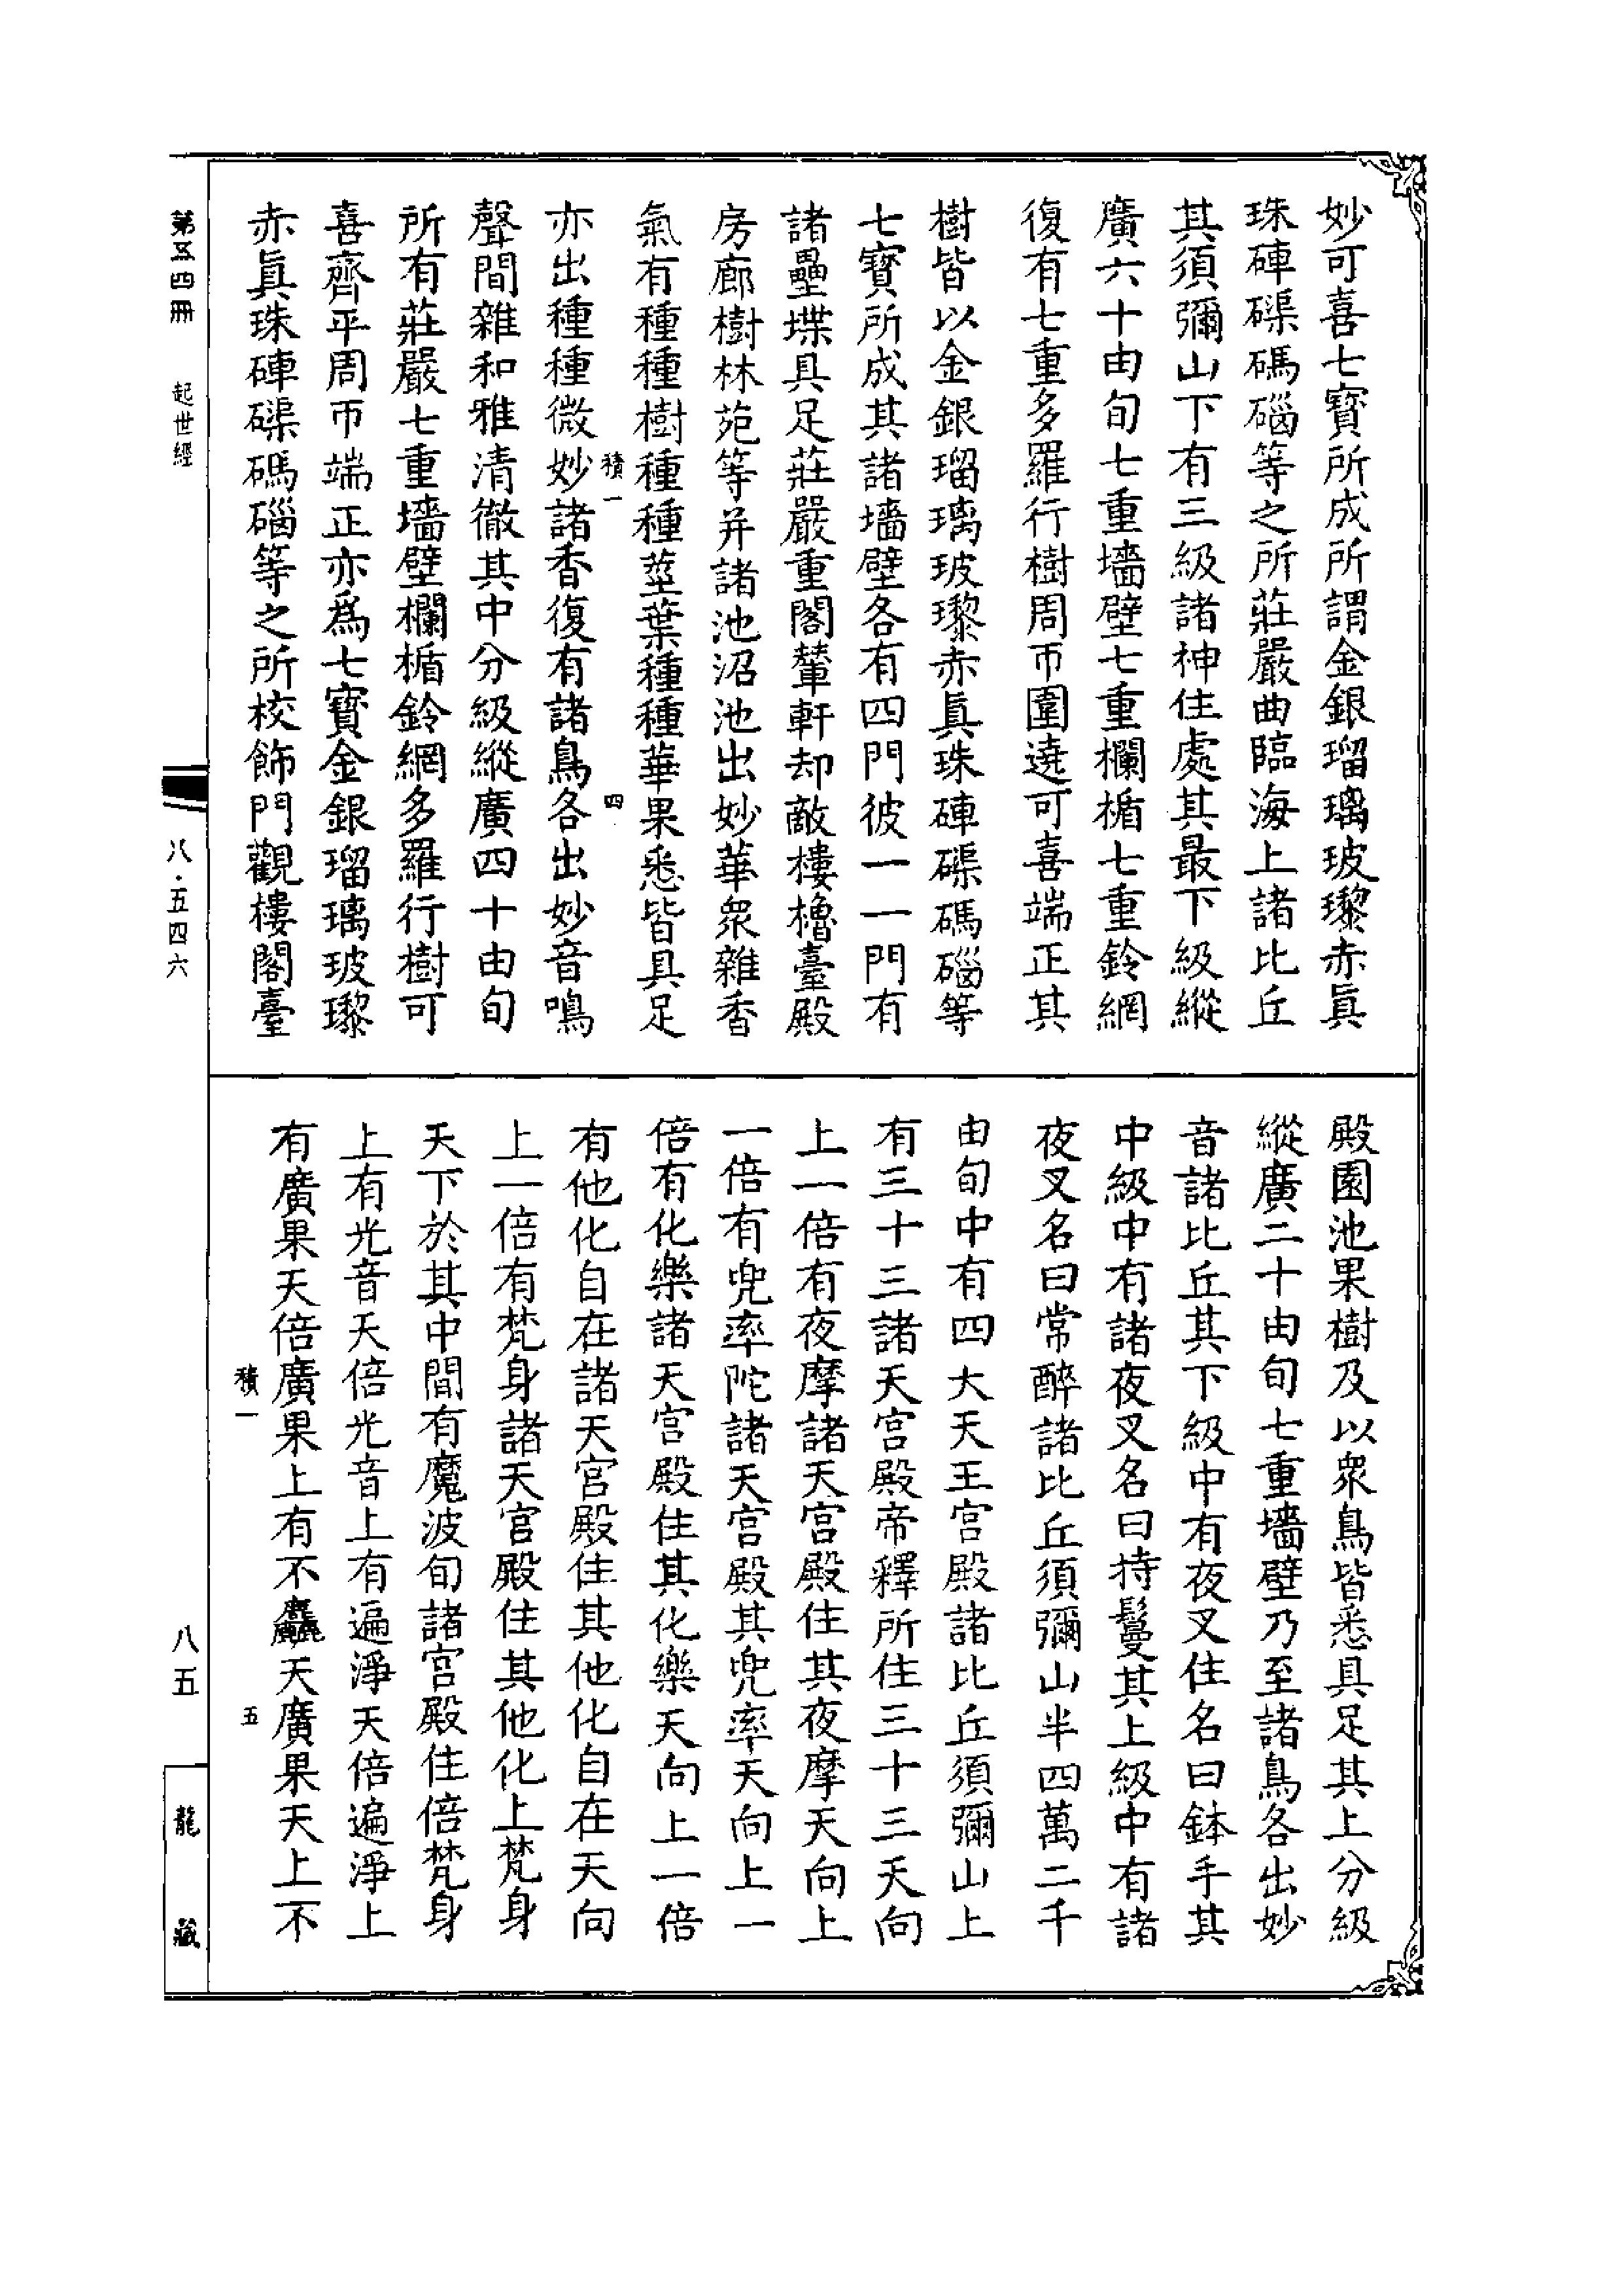 妙可喜七寶所成所謂金銀瑠璃玻瓈赤眞
珠硨磲碼碯等之所莊嚴曲臨海上諸比丘
其須彌山下有三級諸神住處其最下級縱
廣六十由旬七重墻壁七重欄楯七重鈴網
復有七重多羅行樹周帀圍遶可喜端正其
樹皆以金銀瑠璃玻瓈赤眞珠硨磲碼碯等
七寶所成其諸墻壁各有四門彼一一門有
諸壘堞具足莊嚴重閣輦軒却敵樓櫓臺殿
房廊樹林苑等并諸池沼池出妙華衆雜香
氣有種種樹種種莖葉種種華果悉皆具足
積一 四
亦出種種微妙諸香復有諸鳥各出妙音鳴
聲間雜和雅清徹其中分級縱廣四十由旬
所有莊嚴七重墻壁欄楯鈴網多羅行樹可
喜齊平周帀端正亦爲七寶金銀瑠璃玻瓈
赤眞珠硨磲碼碯等之所校飾門觀樓閣臺
殿園池果樹及以衆鳥皆悉具足其上分級
縱廣二十由旬七重墻壁乃至諸鳥各出妙
音諸比丘其下級中有夜叉住名曰鉢手其
中級中有諸夜叉名曰持鬘其上級中有諸
夜叉名曰常醉諸比丘須彌山半四萬二千
由旬中有四大天王宮殿諸比丘須彌山上
有三十三諸天宮殿帝釋所住三十三天向
上一倍有夜摩諸天宮殿住其夜摩天向上
一倍有兜率陀諸天宮殿其兜率天向上一
倍有化樂諸天宮殿住其化樂天向上一倍
有他化自在諸天宮殿住其他化自在天向
上一倍有梵身諸天宮殿住其他化上梵身
天下於其中間有魔波旬諸宮殿住倍梵身
上有光音天倍光音上有遍淨天倍遍淨上
有廣果天倍廣果上有不麤天廣果天上不
積一 五
第五四冊 起世經
八·五四六
八五
龍藏